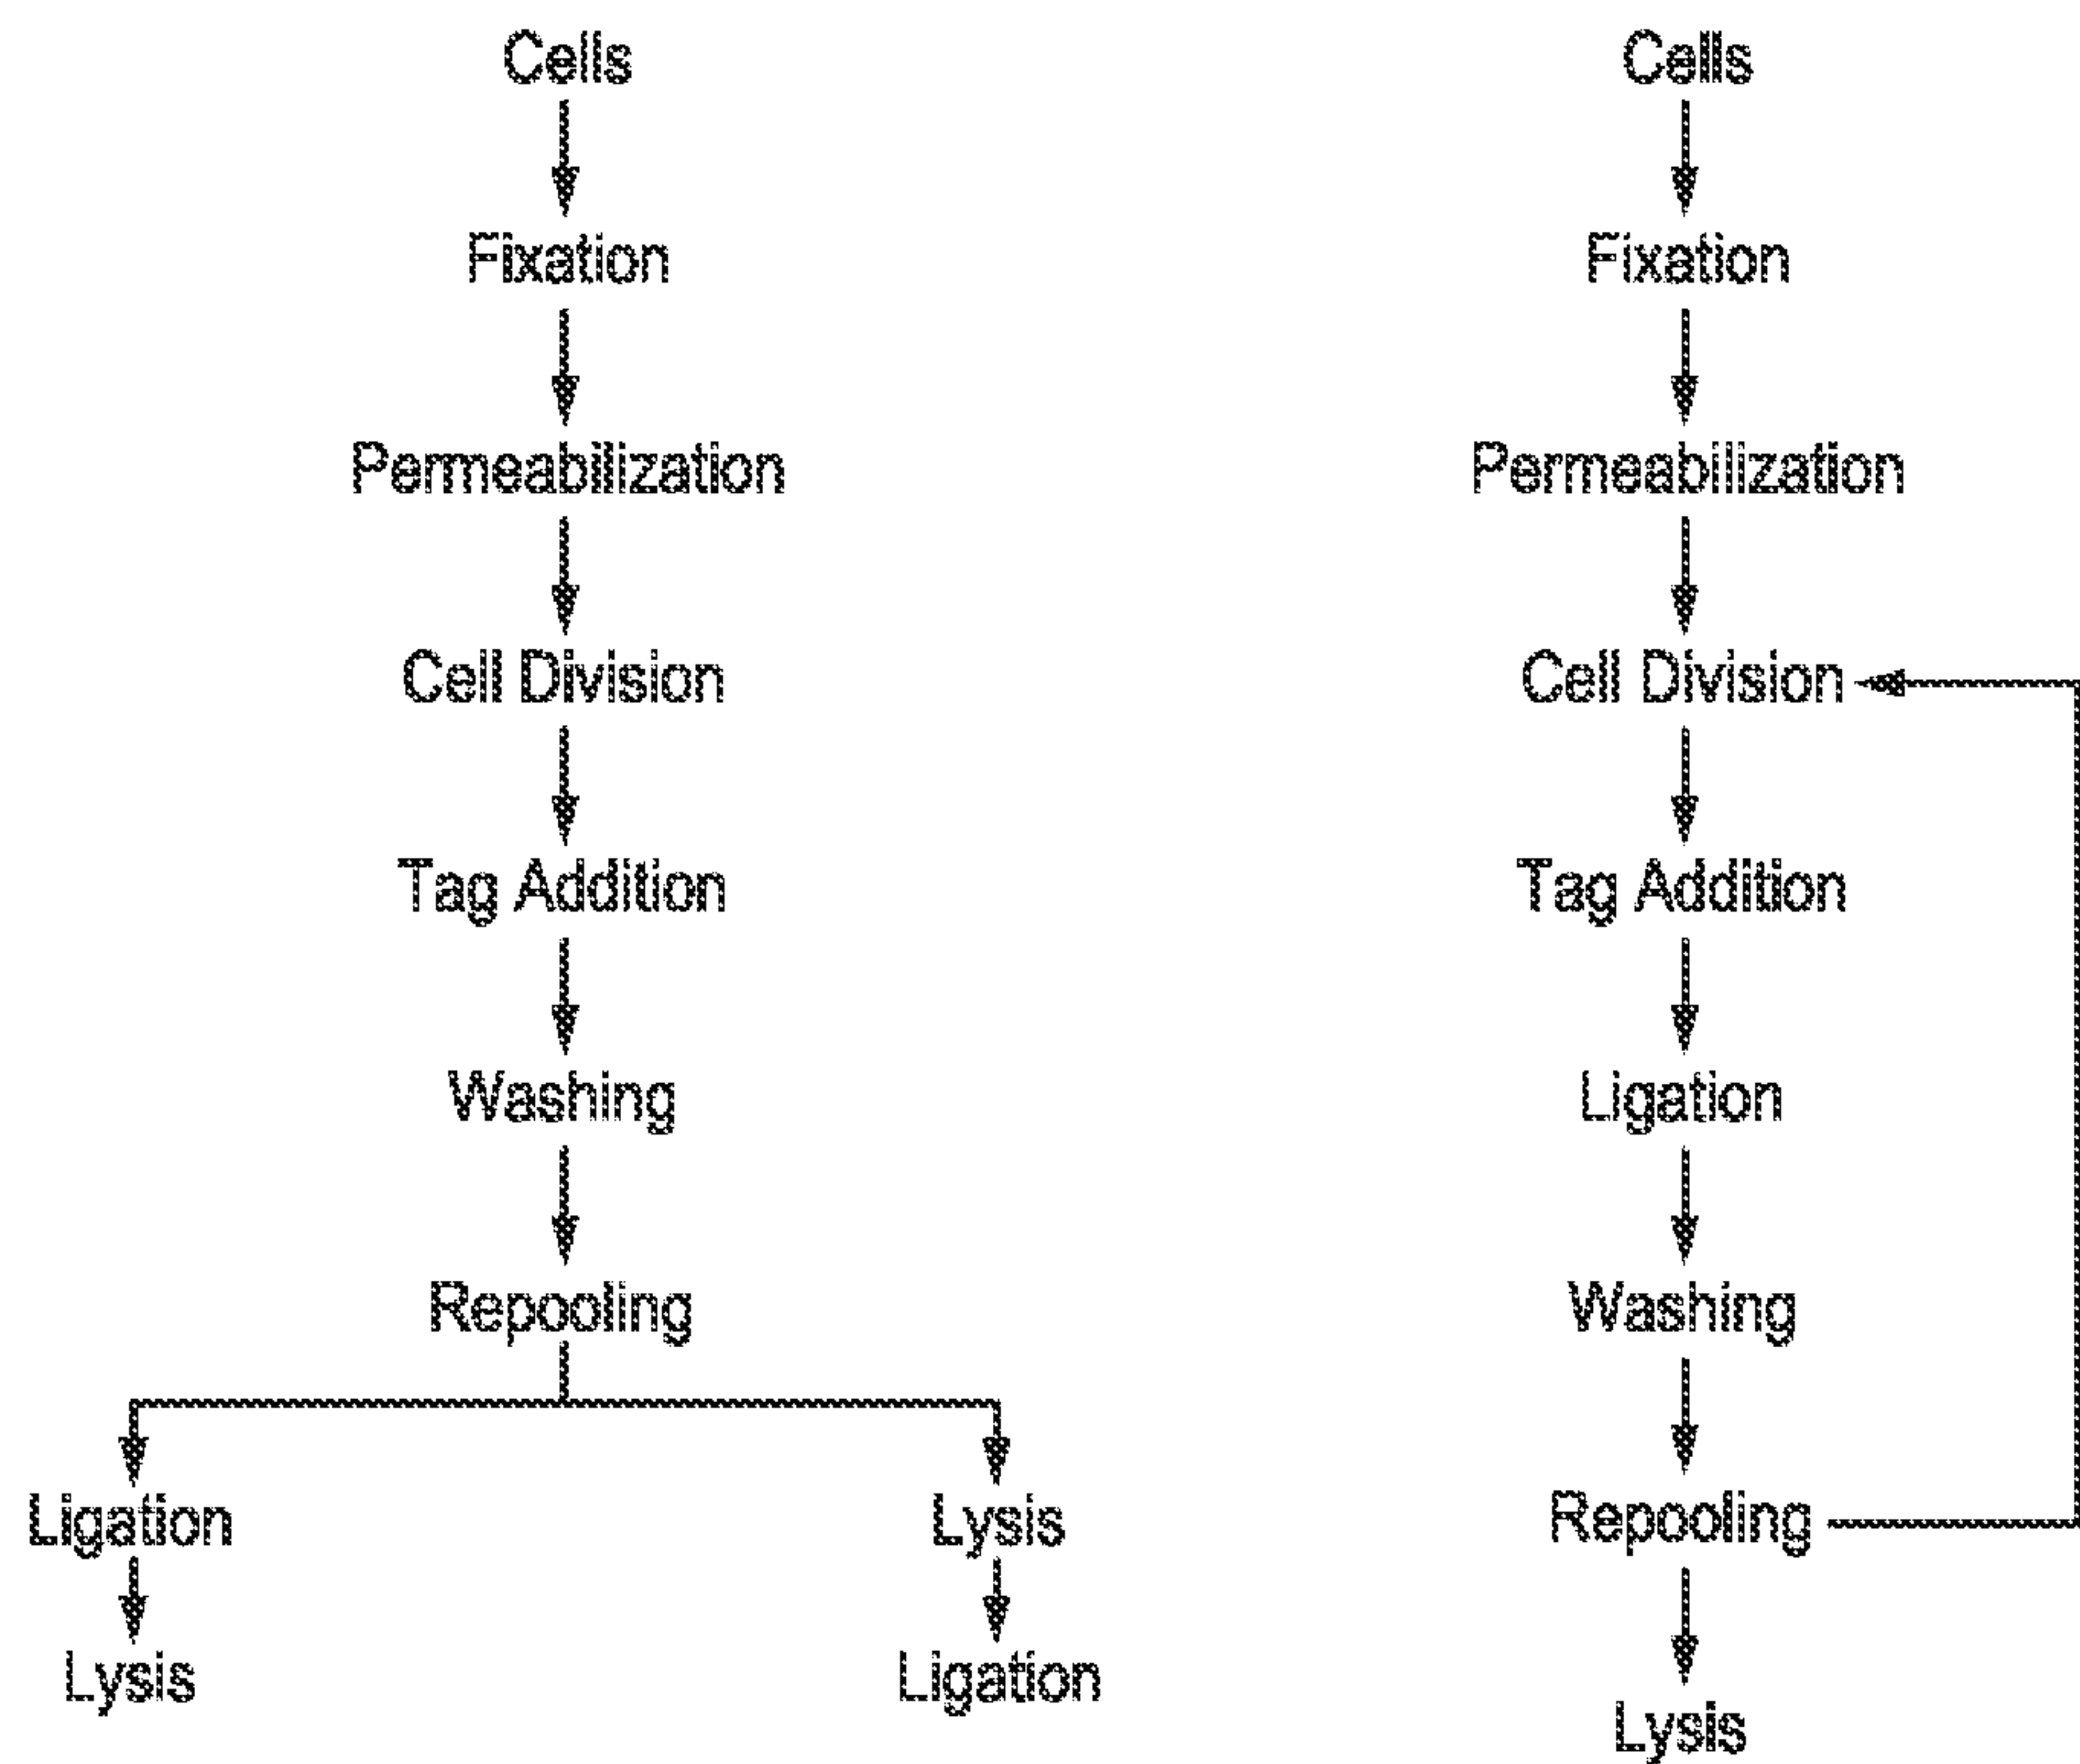 Cells
Fixation
Permeabilization
Cell Division
Tag Addition
Washing
Repooling
Ligation
Lysis
Lysis
Ligation
Cells
Fixation
Permeabilization
Cell Division
Tag Addition
Ligation
Washing
Repooling
Lysis